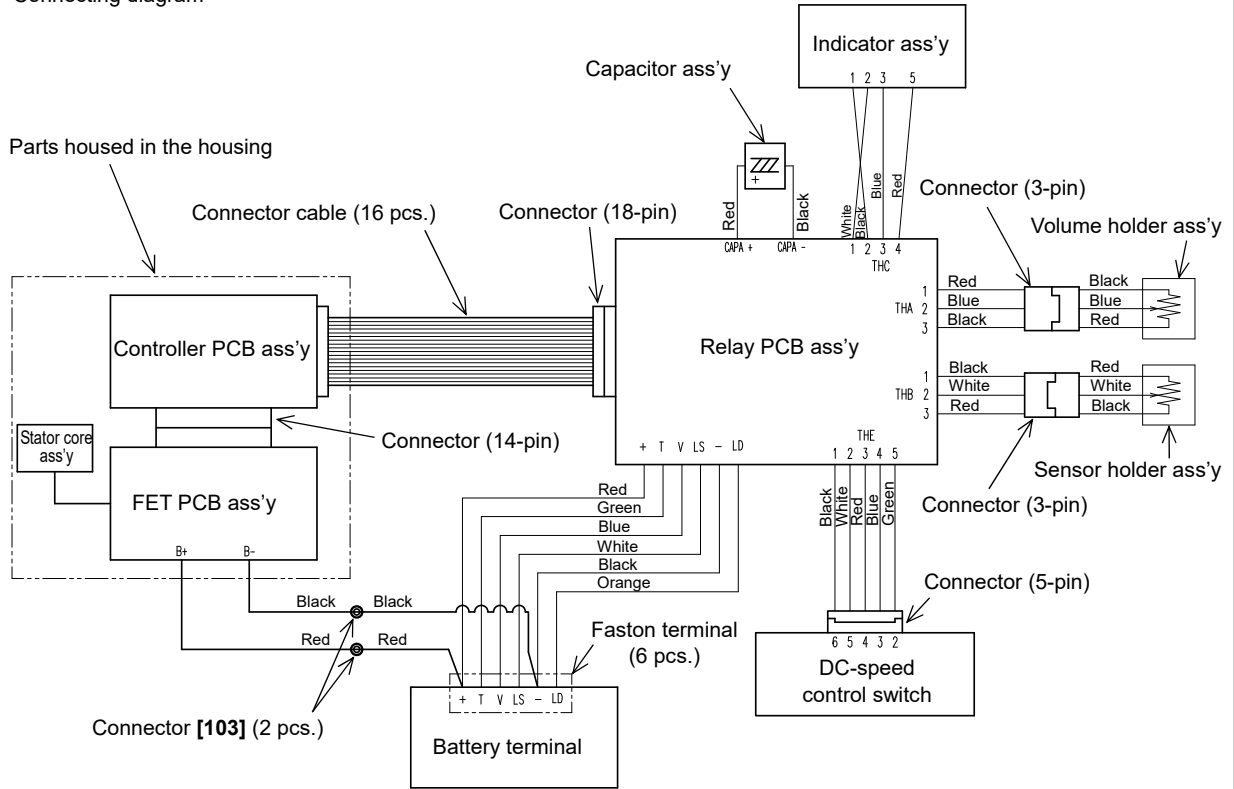 Connecting diagram
Indicator ass'y
1 2 3 5
Capacitor ass'y
+
Red
Black
White
Black
Blue
Red
CAPA +
CAPA -
1 2 3 4
THC
Parts housed in the housing
Connector cable (16 pcs.)
Connector (18-pin)
Connector (3-pin)
Volume holder ass'y
Controller PCB ass'y
Relay PCB ass'y
THA
1
2
3
Red
Blue
Black
Black
Blue
Red
THB
1
2
3
Black
White
Red
Red
White
Black
Sensor holder ass'y
Connector (3-pin)
Connector (14-pin)
Stator core
ass'y
FET PCB ass'y
B+
B-
+ T V LS - LD
THE
1 2 3 4 5
Red
Green
Blue
White
Black
Orange
Black
White
Red
Blue
Green
Connector (5-pin)
6 5 4 3 2
DC-speed
control switch
Black
Black
Red
Red
Faston terminal
(6 pcs.)
Connector [103] (2 pcs.)
+ T V LS - LD
Battery terminal